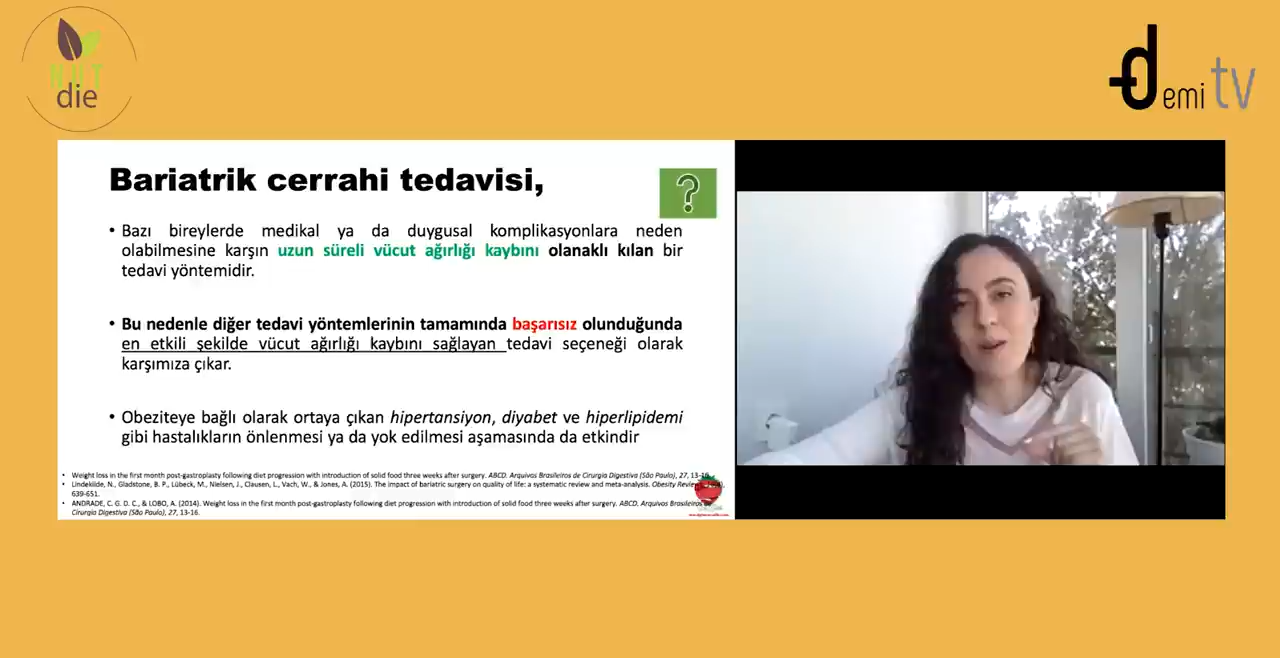 NUT
die
demi tv
Bariatrik cerrahi tedavisi,
?
• Bazı bireylerde medikal ya da duygusal komplikasyonlara neden
olabilmesine karşın uzun süreli vücut ağırlığı kaybını olanaklı kılan bir
tedavi yöntemidir.
• Bu nedenle diğer tedavi yöntemlerinin tamamında başarısız olunduğunda
en etkili şekilde vücut ağırlığı kaybını sağlayan tedavi seçeneği olarak
karşımıza çıkar.
• Obeziteye bağlı olarak ortaya çıkan hipertansiyon, diyabet ve hiperlipidemi
gibi hastalıkların önlenmesi ya da yok edilmesi aşamasında da etkindir
• Weight loss in the first month post-gastroplasty following diet progression with introduction of solid food three weeks after surgery. ABCD. Arquivos Brasileiros de Cirurgia Digestiva (São Paulo), 27, 13-16.
• Lindekilde, N., Gladstone, B. P., Lübeck, M., Nielsen, J., Clausen, L., Vach, W., & Jones, A. (2015). The impact of bariatric surgery on quality of life: a systematic review and meta-analysis. Obesity
639-651.
• ANDRADE, C. G. D. C., & LOBO, A. (2014). Weight loss in the first month post-gastroplasty following diet progression with introduction of solid food three weeks after surgery. ABCD. Arquivos Brasileiros
Cirurgia Digestiva (São Paulo), 27, 13-16.